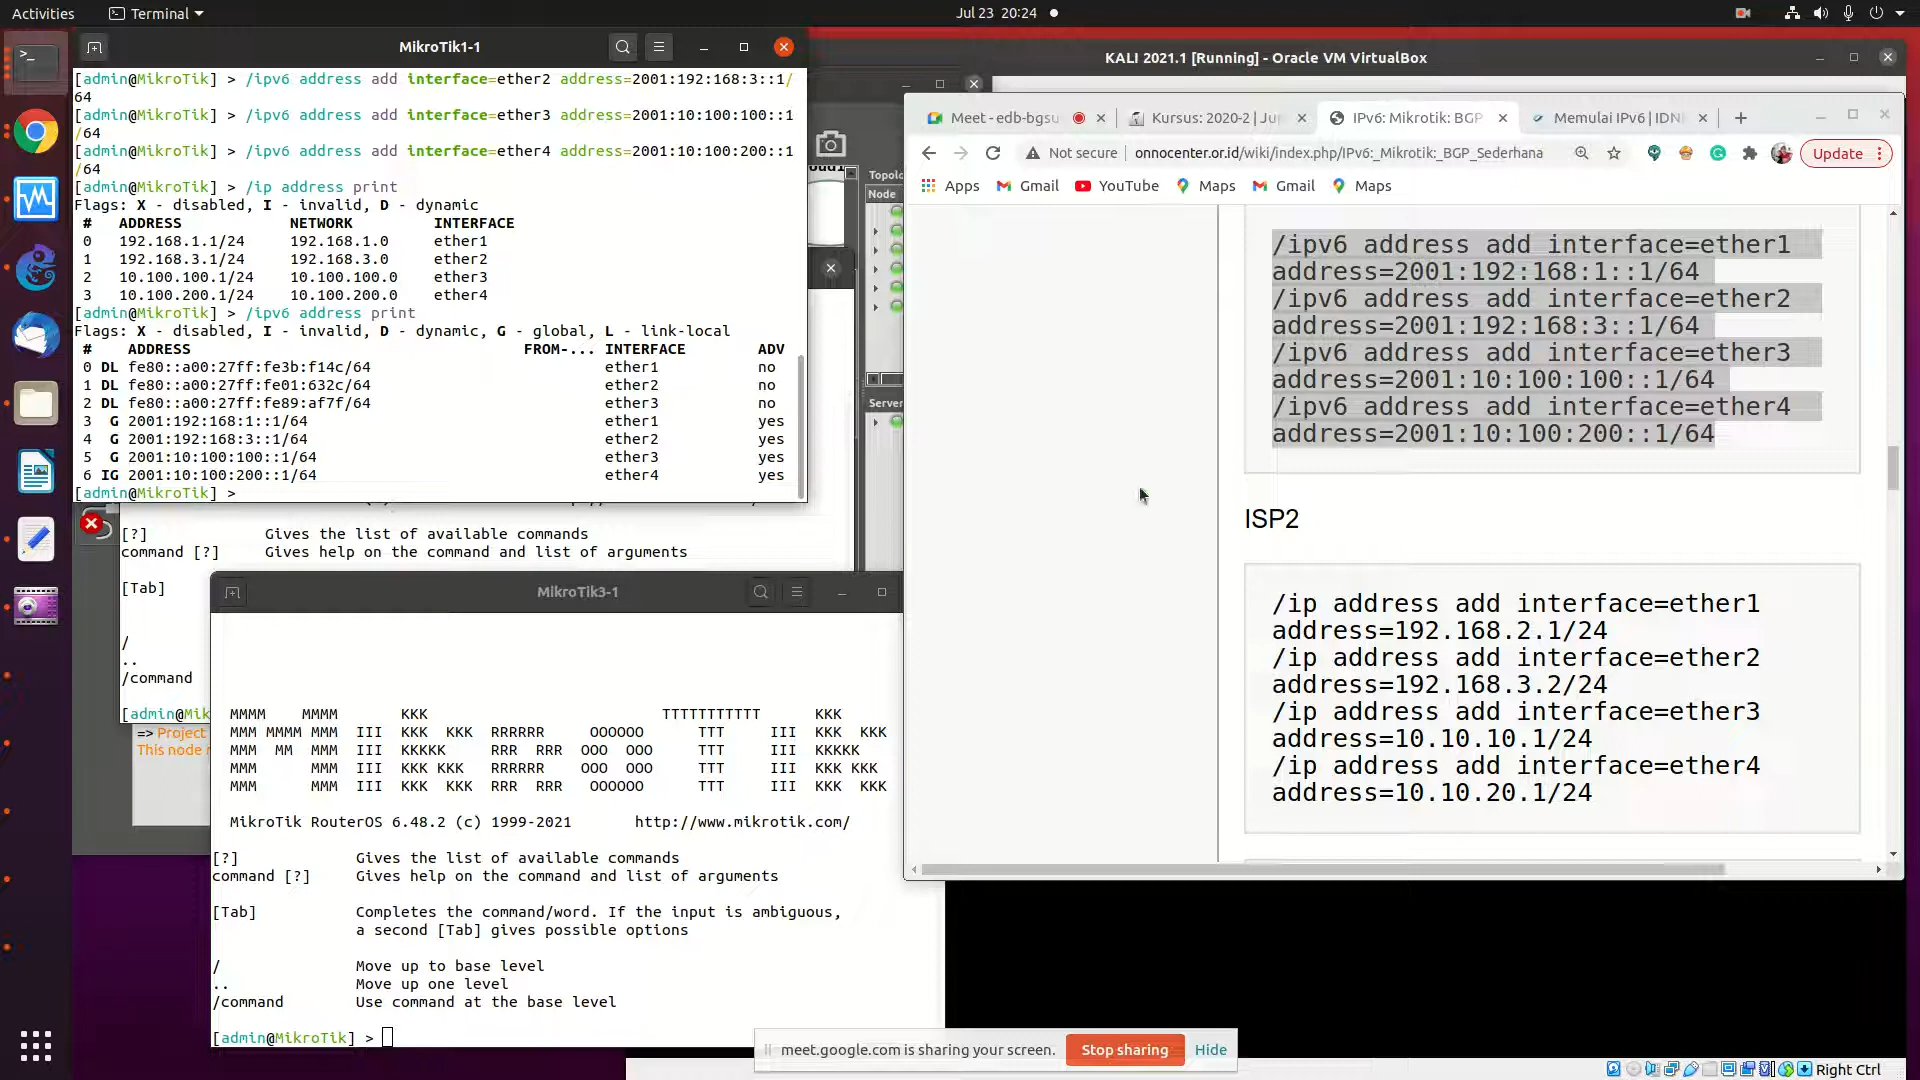 Activities
Terminal
Jul 23 20:24
MikroTik1-1
[admin@MikroTik] > /ipv6 address add interface=ether2 address=2001:192:168:3::1/
64
[admin@MikroTik] > /ipv6 address add interface=ether3 address=2001:10:100:100::1
/64
[admin@MikroTik] > /ipv6 address add interface=ether4 address=2001:10:100:200::1
/64
[admin@MikroTik] > /ip address print
Flags: X - disabled, I - invalid, D - dynamic
# ADDRESS NETWORK INTERFACE
0 192.168.1.1/24 192.168.1.0 ether1
1 192.168.3.1/24 192.168.3.0 ether2
2 10.100.100.1/24 10.100.100.0 ether3
3 10.100.200.1/24 10.100.200.0 ether4
[admin@MikroTik] > /ipv6 address print
Flags: X - disabled, I - invalid, D - dynamic, G - global, L - link-local
# ADDRESS FROM-... INTERFACE ADV
0 DL fe80::a00:27ff:fe3b:f14c/64 ether1 no
1 DL fe80::a00:27ff:fe01:632c/64 ether2 no
2 DL fe80::a00:27ff:fe89:af7f/64 ether3 no
3 G 2001:192:168:1::1/64 ether1 yes
4 G 2001:192:168:3::1/64 ether2 yes
5 G 2001:10:100:100::1/64 ether3 yes
6 IG 2001:10:100:200::1/64 ether4 yes
[admin@MikroTik] >
[?] Gives the list of available commands
command [?] Gives help on the command and list of arguments
[Tab]
/
..
/command
[admin@Mik
=> Project
This node
Topolo
Node
Server
MikroTik3-1
MMMM MMMM KKK TTTTTTTTTTT KKK
MMM MMMM MMM III KKK KKK RRRRRR OOOOOO TTT III KKK KKK
MMM MM MMM III KKKKK RRR RRR OOO OOO TTT III KKKKK
MMM MMM III KKK KKK RRRRRR OOO OOO TTT III KKK KKK
MMM MMM III KKK KKK RRR RRR OOOOOO TTT III KKK KKK
MikroTik RouterOS 6.48.2 (c) 1999-2021 http://www.mikrotik.com/
[?] Gives the list of available commands
command [?] Gives help on the command and list of arguments
[Tab] Completes the command/word. If the input is ambiguous,
a second [Tab] gives possible options
/ Move up to base level
.. Move up one level
/command Use command at the base level
[admin@MikroTik] >
KALI 2021.1 [Running] - Oracle VM VirtualBox
Meet - edb-bgsu
Kursus: 2020-2 | Ju
IPv6: Mikrotik: BGP
Memulai IPv6 | IDN
Not secure
onnocenter.or.id/wiki/index.php/IPv6:_Mikrotik:_BGP_Sederhana
Update
Apps
Gmail
YouTube
Maps
Gmail
Maps
/ipv6 address add interface=ether1
address=2001:192:168:1::1/64
/ipv6 address add interface=ether2
address=2001:192:168:3::1/64
/ipv6 address add interface=ether3
address=2001:10:100:100::1/64
/ipv6 address add interface=ether4
address=2001:10:100:200::1/64
ISP2
/ip address add interface=ether1
address=192.168.2.1/24
/ip address add interface=ether2
address=192.168.3.2/24
/ip address add interface=ether3
address=10.10.10.1/24
/ip address add interface=ether4
address=10.10.20.1/24
meet.google.com is sharing your screen.
Stop sharing
Hide
Right Ctrl